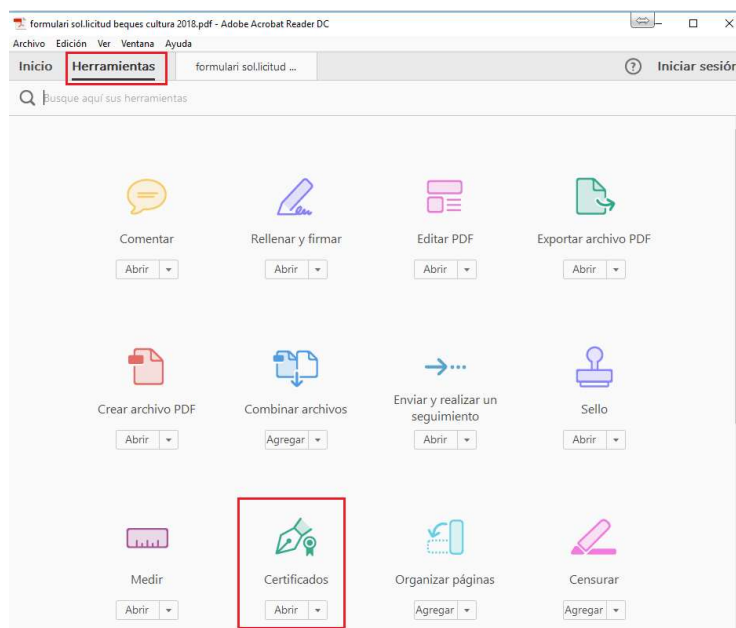 formulari sol.licitud beques cultura 2018.pdf - Adobe Acrobat Reader DC
Archivo Edición Ver Ventana Ayuda
Inicio Herramientas formulari sol.licitud ... Iniciar sesión
Busque aquí sus herramientas
Comentar Rellenar y firmar Editar PDF Exportar archivo PDF
Abrir Abrir Abrir Abrir
Crear archivo PDF Combinar archivos Enviar y realizar un seguimiento Sello
Abrir Agregar Abrir Abrir
Medir Certificados Organizar páginas Censurar
Abrir Abrir Agregar Agregar